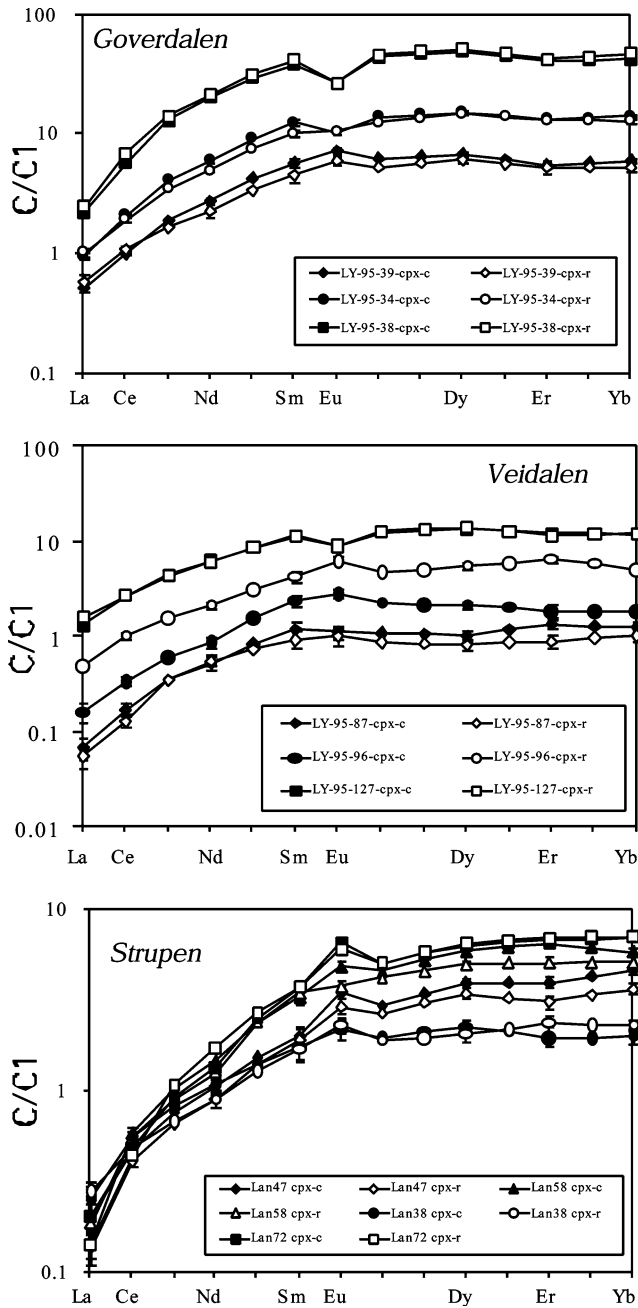 100
Goverdalen
10
C/C1
1
LY-95-39-cpx-c LY-95-39-cpx-r
LY-95-34-cpx-c LY-95-34-cpx-r
LY-95-38-cpx-c LY-95-38-cpx-r
0.1
La Ce Nd Sm Eu Dy Er Yb
100
Veidalen
10
C/C1
1
LY-95-87-cpx-c LY-95-87-cpx-r
0.1
LY-95-96-cpx-c LY-95-96-cpx-r
LY-95-127-cpx-c LY-95-127-cpx-r
0.01
La Ce Nd Sm Eu Dy Er Yb
10
Strupen
C/C1
1
Lan47 cpx-c Lan47 cpx-r Lan58 cpx-c
Lan58 cpx-r Lan38 cpx-c Lan38 cpx-r
Lan72 cpx-c Lan72 cpx-r
0.1
La Ce Nd Sm Eu Dy Er Yb